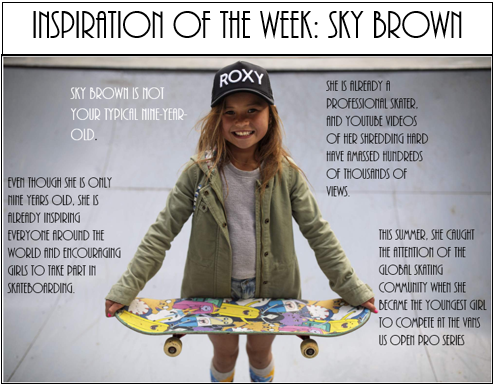 INSPIRATION OF THE WEEK: SKY BROWN
SKY BROWN IS NOT
YOUR TYPICAL NINE-YEAR-
OLD.
SHE IS ALREADY A
PROFESSIONAL SKATER,
AND YOUTUBE VIDEOS
OF HER SHREDDING HARD
HAVE AMASSED HUNDREDS
OF THOUSANDS OF
VIEWS.
ROXY
EVEN THOUGH SHE IS ONLY
NINE YEARS OLD, SHE IS
ALREADY INSPIRING
EVERYONE AROUND THE
WORLD AND ENCOURAGING
GIRLS TO TAKE PART IN
SKATEBOARDING.
THIS SUMMER, SHE CAUGHT
THE ATTENTION OF THE
GLOBAL SKATING
COMMUNITY WHEN SHE
BECAME THE YOUNGEST GIRL
TO COMPETE AT THE VANS
US OPEN PRO SERIES